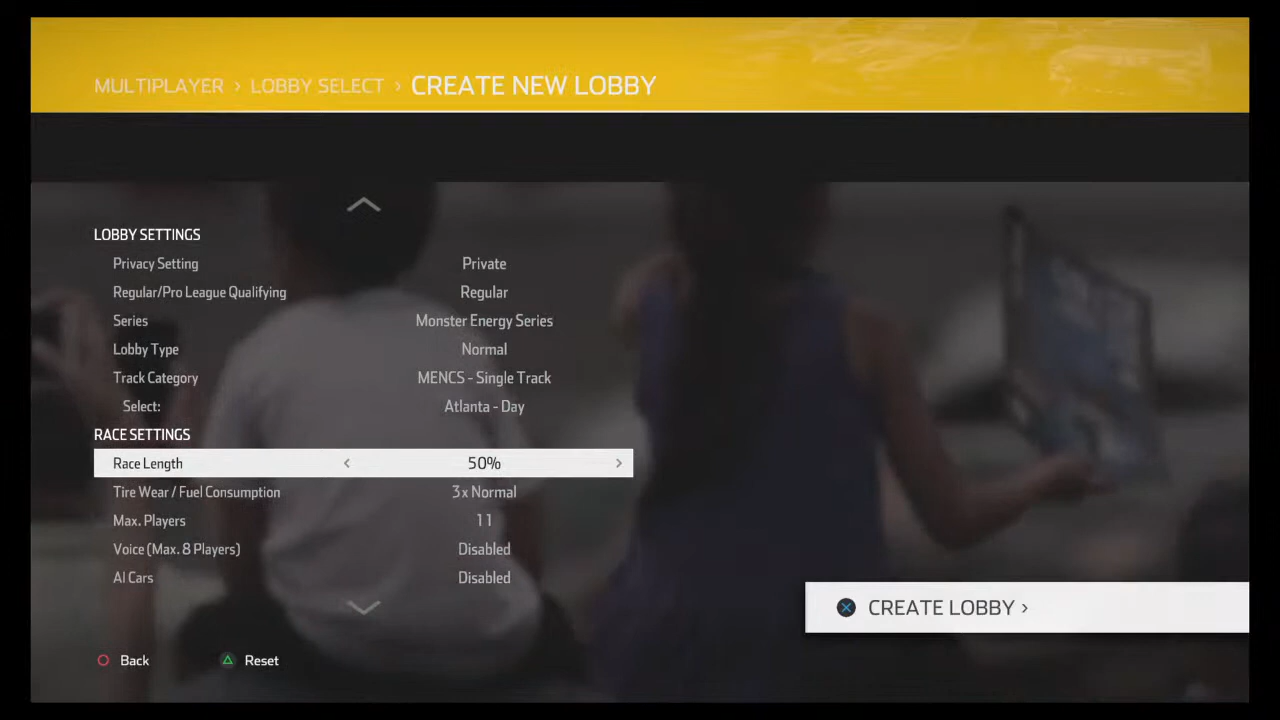 MULTIPLAYER › LOBBY SELECT › CREATE NEW LOBBY
LOBBY SETTINGS
Privacy Setting Private
Regular/Pro League Qualifying Regular
Series Monster Energy Series
Lobby Type Normal
Track Category MENCS - Single Track
Select: Atlanta - Day
RACE SETTINGS
Race Length ‹ 50% ›
Tire Wear / Fuel Consumption 3x Normal
Max. Players 11
Voice (Max. 8 Players) Disabled
AI Cars Disabled
CREATE LOBBY ›
Back Reset